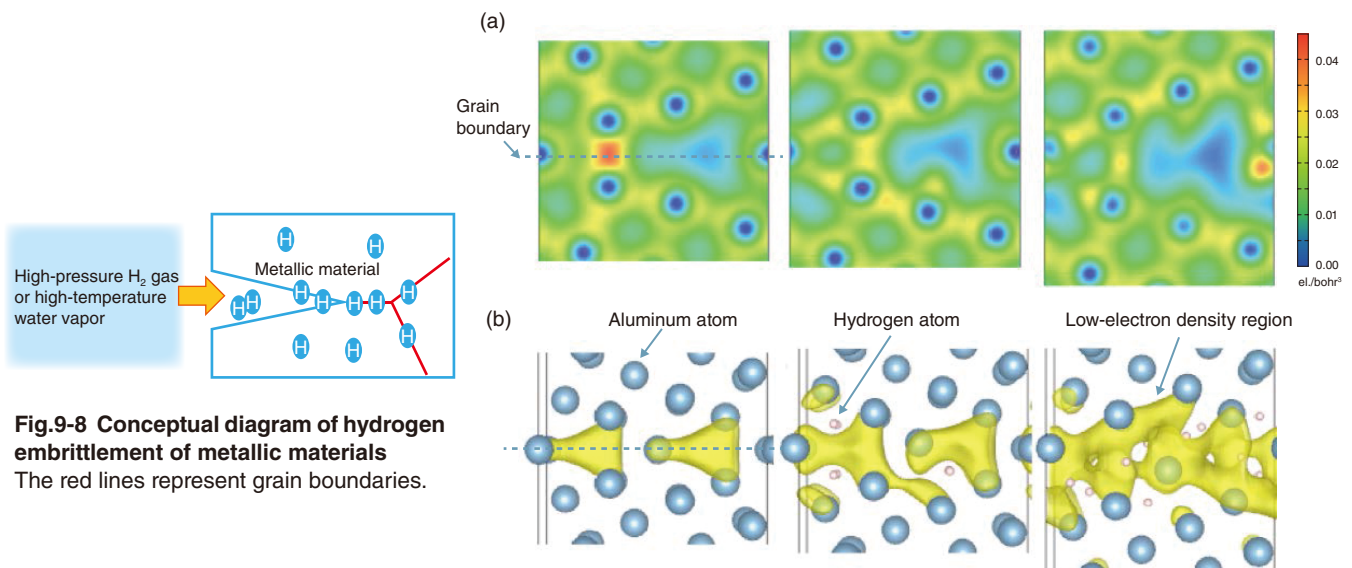 High-pressure H₂ gas
or high-temperature
water vapor
Metallic material
H
H
H
H
H
H
H
H
H
H
H
H
Fig.9-8 Conceptual diagram of hydrogen
embrittlement of metallic materials
The red lines represent grain boundaries.
(a)
Grain
boundary
0.04
0.03
0.02
0.01
0.00
el./bohr³
(b)
Aluminum atom
Hydrogen atom
Low-electron density region